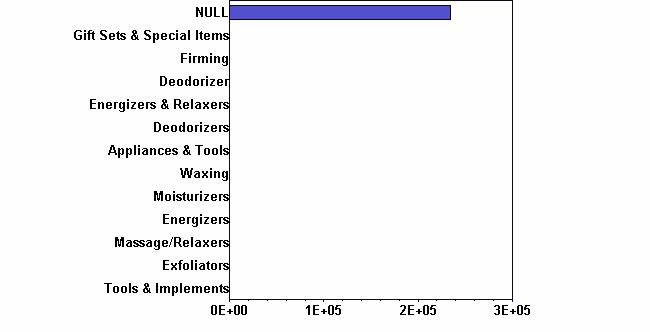 NULL
Gift Sets & Special Items
Firming
Deodorizer
Energizers & Relaxers
Deodorizers
Appliances & Tools
Waxing
Moisturizers
Energizers
Massage/Relaxers
Exfoliators
Tools & Implements
0E+00 1E+05 2E+05 3E+05